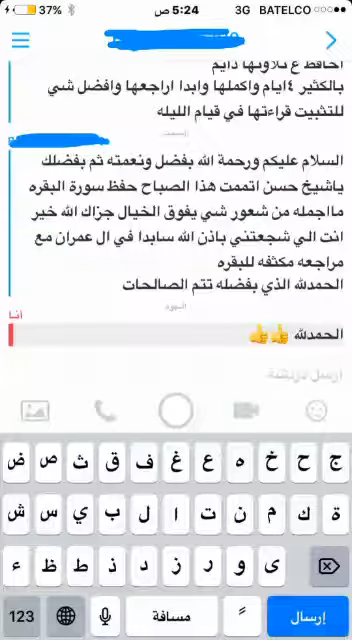 37% 5:24 ص 3G BATELCO
احافظ ع تلاوتها دايم
بالكثير ٤ايام واكملها وابدا اراجعها وافضل شي
للتثبيت قراءتها في قيام الليله
السبت
السلام عليكم ورحمة الله بفضل ونعمته ثم بفضلك
ياشيخ حسن اتممت هذا الصباح حفظ سورة البقره
مااجمله من شعور شي يفوق الخيال جزاك الله خير
انت الي شجعتني باذن الله سابدا في ال عمران مع
مراجعه مكثفه للبقره
الحمدلله الذي بفضله تتم الصالحات
اليوم
انا
الحمدلله 👍👍
ارسل دردشة
ج ح خ ه ع غ ف ق ث ص ض
ة ك م ن ت ا ل ب ي س ش
ى و ر ز د ذ ط ظ ء
123 مسافة إرسال